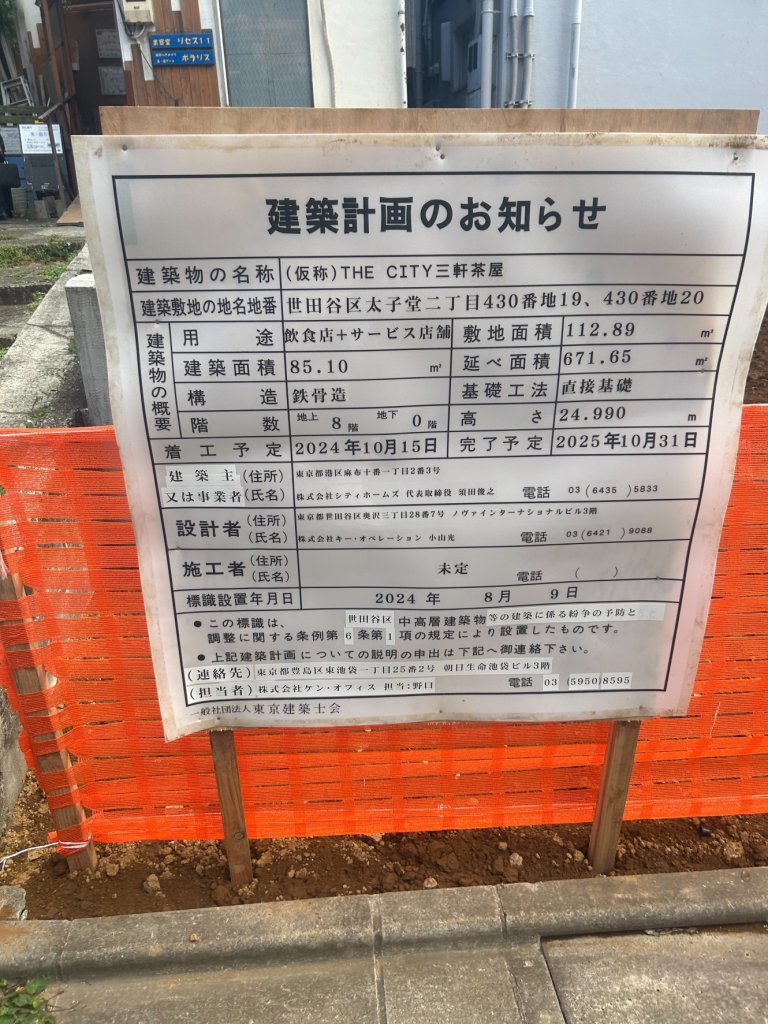 美容室 リセス11
ポラリス
建築計画のお知らせ
建築物の名称 (仮称)THE CITY三軒茶屋
建築敷地の地名地番 世田谷区太子堂二丁目430番地19、430番地20
建築物の概要
用途 飲食店+サービス店舗 敷地面積 112.89 ㎡
建築面積 85.10 ㎡ 延べ面積 671.65 ㎡
構造 鉄骨造 基礎工法 直接基礎
階数 地上 8階 地下 0階 高さ 24.990 m
着工予定 2024年10月15日 完了予定 2025年10月31日
建築主 (住所) 東京都港区麻布十番一丁目2番3号
又は事業者 (氏名) 株式会社シティホームズ 代表取締役 須田俊之 電話 03 (6435) 5833
設計者 (住所) 東京都世田谷区奥沢三丁目28番7号 ノヴァインターナショナルビル3階
(氏名) 株式会社キー・オペレーション 小山光 電話 03 (6421) 9088
施工者 (住所) (氏名) 未定 電話 ( )
標識設置年月日 2024 年 8月 9日
● この標識は、世田谷区中高層建築物等の建築に係る紛争の予防と
調整に関する条例第6条第1項の規定により設置したものです。
● 上記建築計画についての説明の申出は下記へ御連絡下さい。
(連絡先) 東京都豊島区東池袋一丁目25番2号 朝日生命池袋ビル3階
(担当者) 株式会社ケン・オフィス 担当:野口 電話 03 (5950) 8595
一般社団法人 東京建築士会